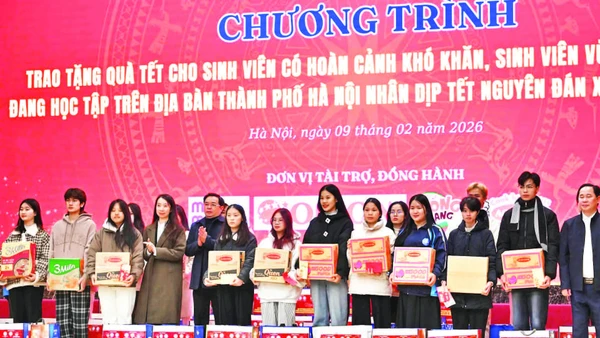 CHƯƠNG TRÌNH
TRAO TẶNG QUÀ TẾT CHO SINH VIÊN CÓ HOÀN CẢNH KHÓ KHĂN, SINH VIÊN
ĐANG HỌC TẬP TRÊN ĐỊA BÀN THÀNH PHỐ HÀ NỘI NHÂN DỊP TẾT NGUYÊN ĐÁN
Hà Nội, ngày 09 tháng 02 năm 2026
ĐƠN VỊ TÀI TRỢ, ĐỒNG HÀNH
3 Miền